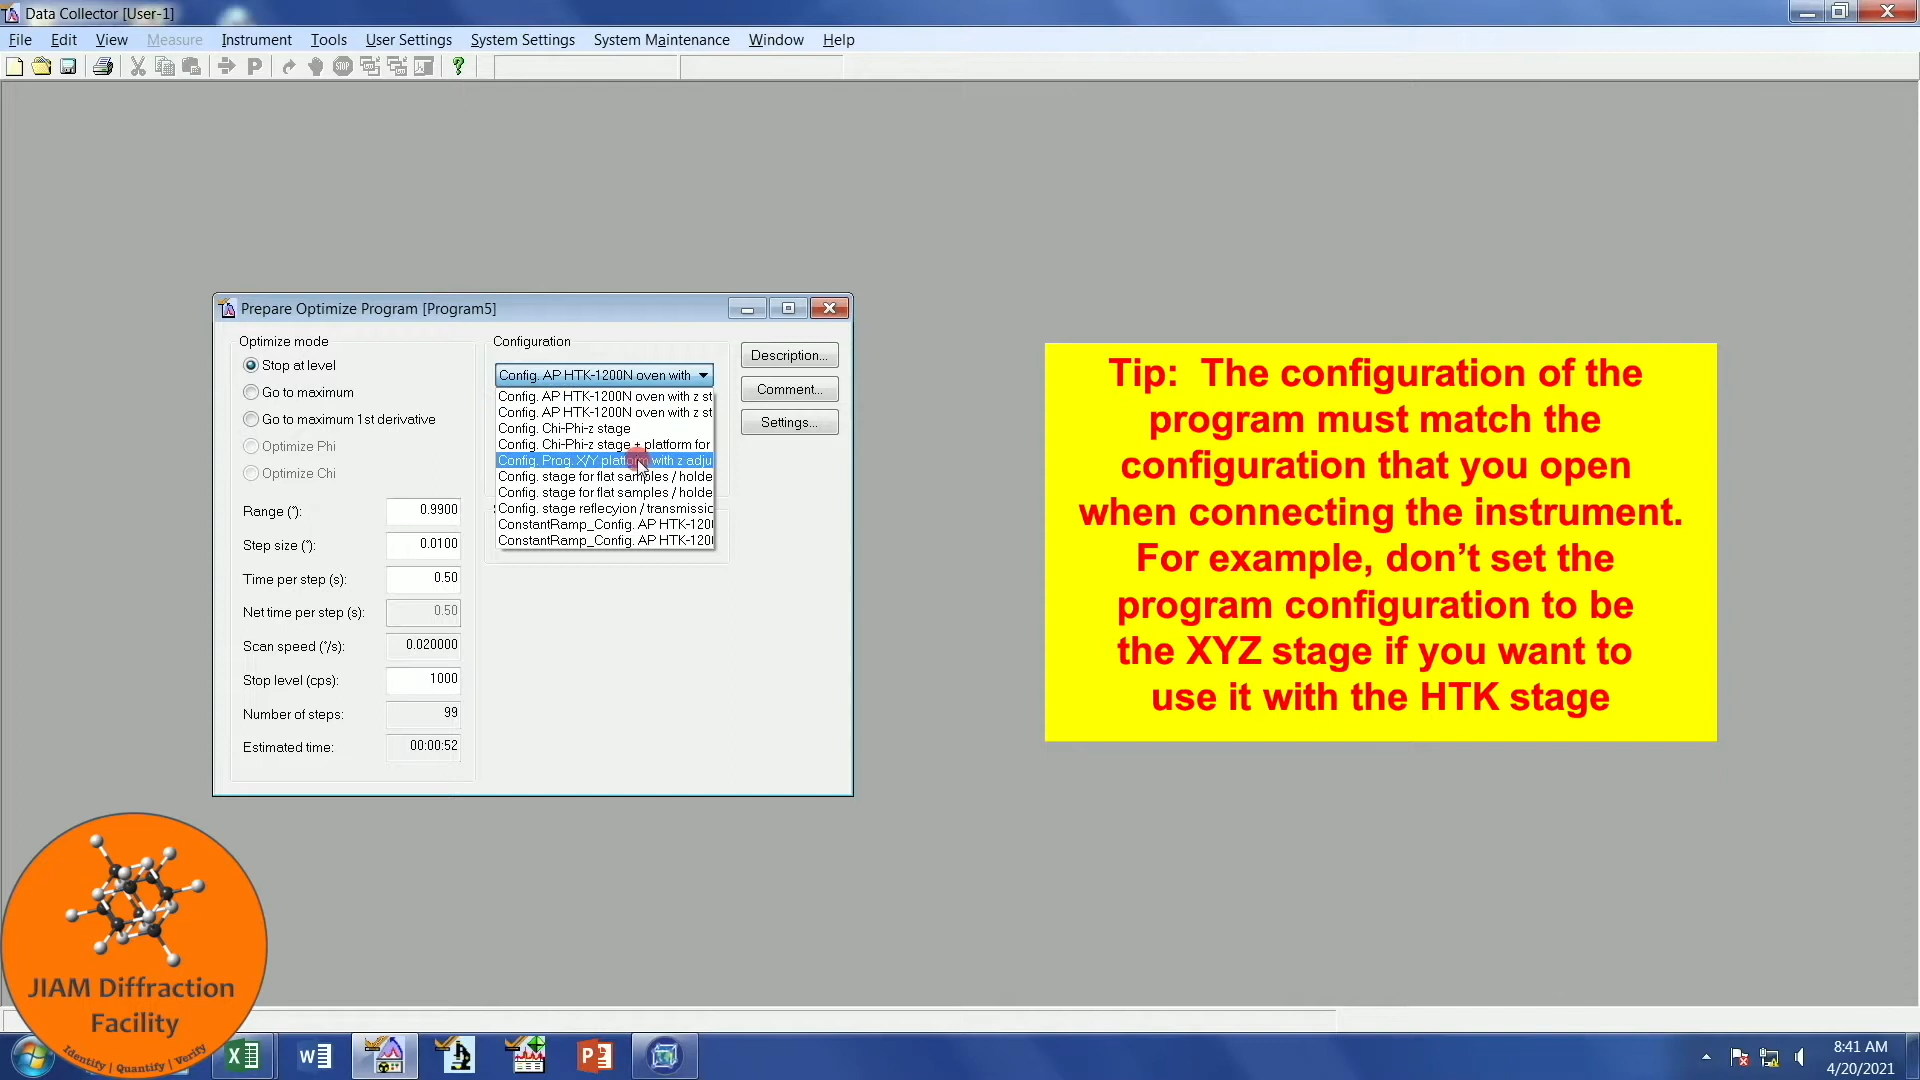 Data Collector [User-1]
File Edit View Measure Instrument Tools User Settings System Settings System Maintenance Window Help
Prepare Optimize Program [Program5]
Optimize mode
Stop at level
Go to maximum
Go to maximum 1st derivative
Optimize Phi
Optimize Chi
Range (°): 0.9900
Step size (°): 0.0100
Time per step (s): 0.50
Net time per step (s): 0.50
Scan speed (°/s): 0.020000
Stop level (cps): 1000
Number of steps: 99
Estimated time: 00:00:52
Configuration
Config. AP HTK-1200N oven with
Config. AP HTK-1200N oven with z st
Config. AP HTK-1200N oven with z st
Config. Chi-Phi-z stage
Config. Chi-Phi-z stage + platform for
Config. Prog. X/Y platform with z adju
Config. stage for flat samples / holde
Config. stage for flat samples / holde
Config. stage reflecyion / transmissio
ConstantRamp_Config. AP HTK-120
ConstantRamp_Config. AP HTK-120
Description...
Comment...
Settings...
Tip: The configuration of the
program must match the
configuration that you open
when connecting the instrument.
For example, don't set the
program configuration to be
the XYZ stage if you want to
use it with the HTK stage
JIAM Diffraction
Facility
Identify | Quantify | Verify
8:41 AM
4/20/2021